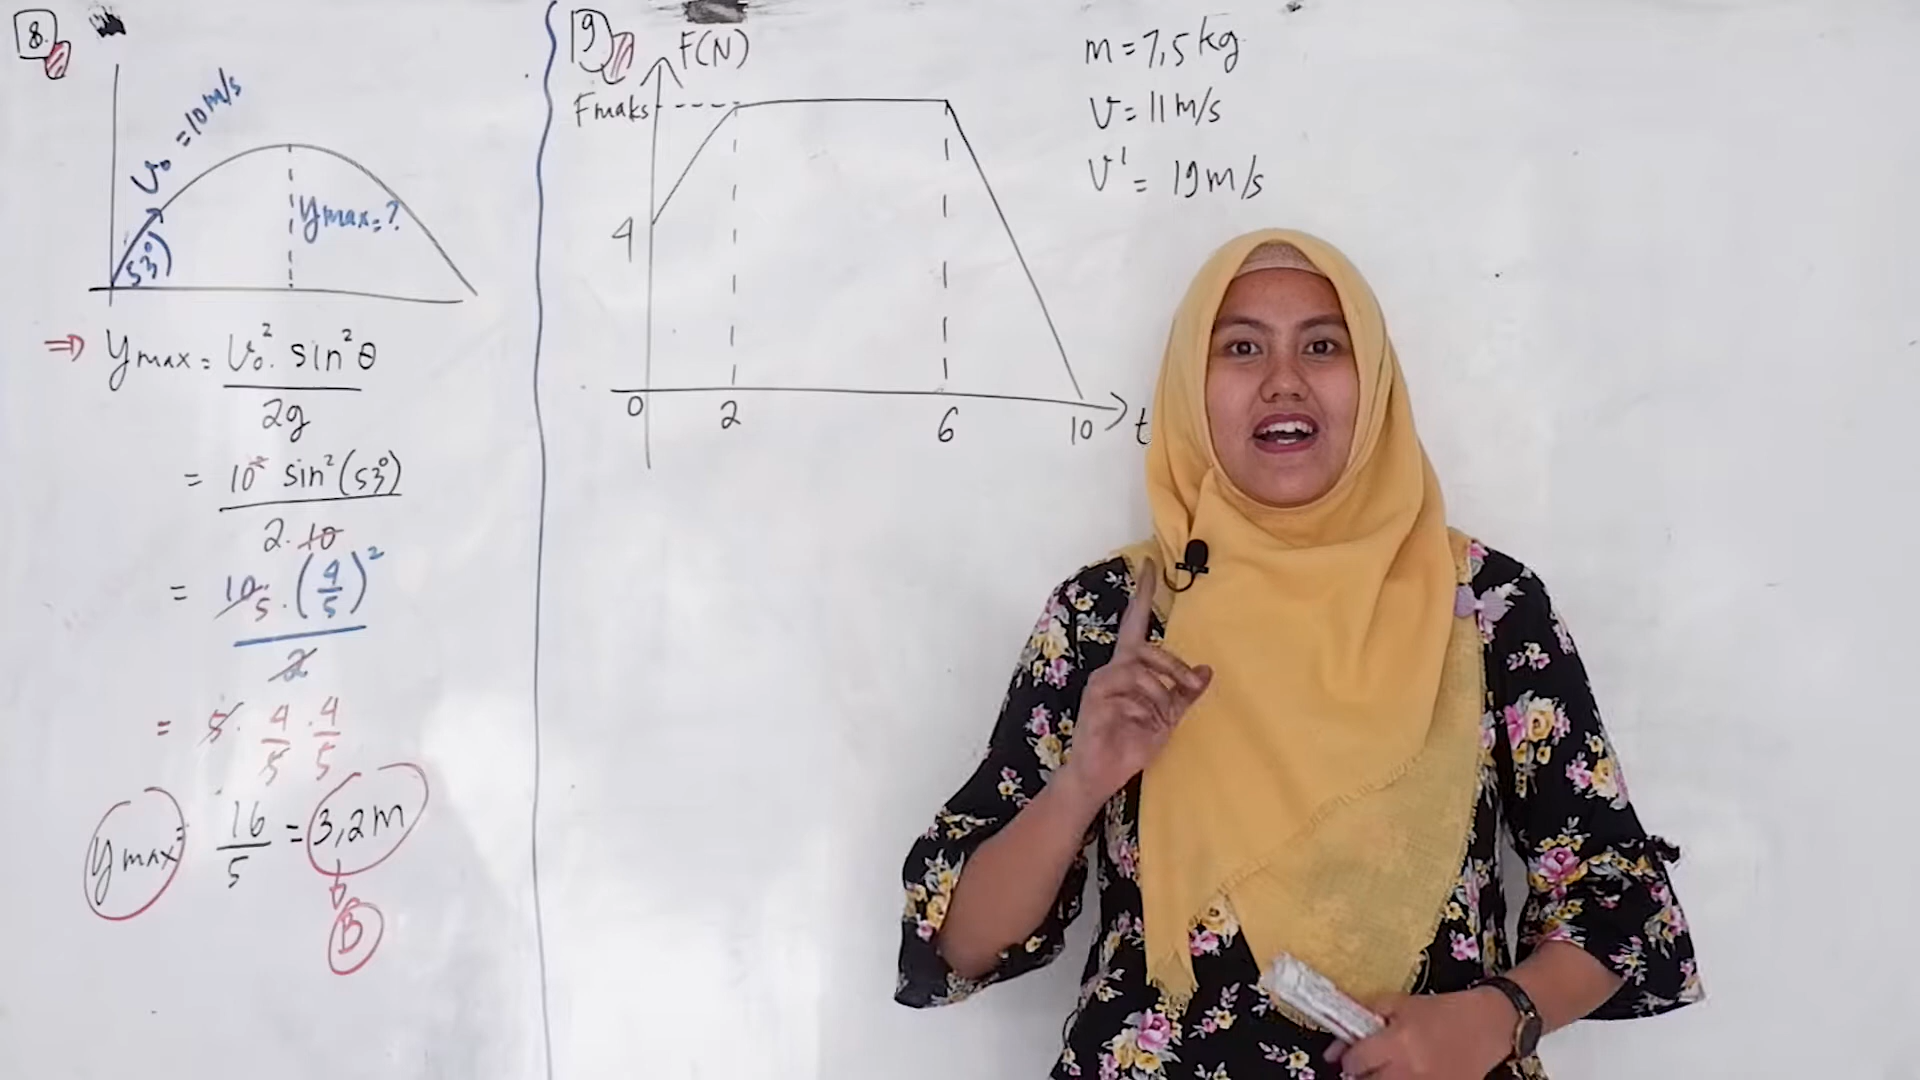 8.
v₀ = 10 m/s
53°
ymax = ?
⇒ ymax = v₀². sin²θ / 2g
= 10² sin²(53°) / 2. 10
= 10 5 . (4/5)² / 2
= 5 . 4/5 . 4/5
ymax = 16/5 = 3,2 m
B
9
F(N)
Fmaks
4
0 2 6 10 t
m = 7,5 kg
v = 11 m/s
v' = 19 m/s